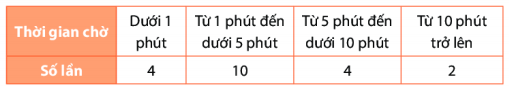 Thời gian chờ
Dưới 1
phút
Từ 1 phút đến
dưới 5 phút
Từ 5 phút đến
dưới 10 phút
Từ 10 phút
trở lên
Số lần
4
10
4
2